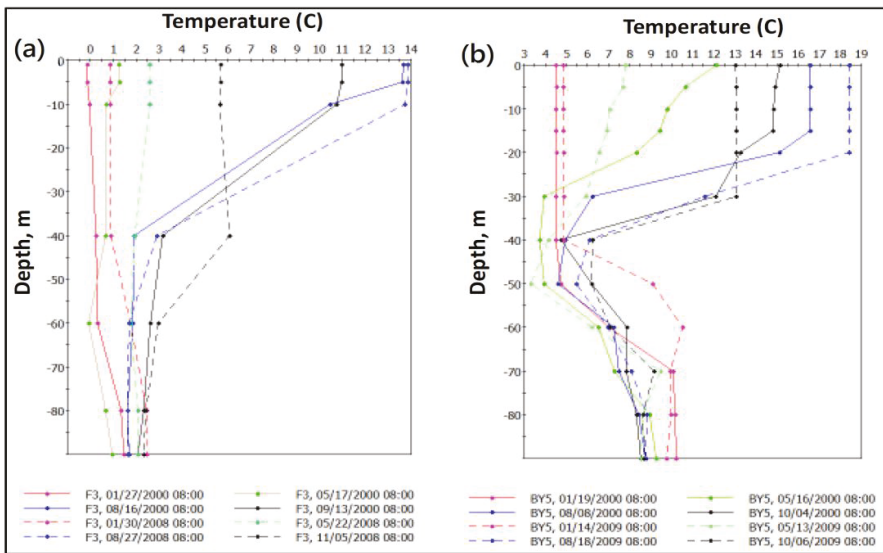 Temperature (C)
(a)
0 1 2 3 4 5 6 7 8 9 10 11 12 13 14
0
-10
-20
-30
-40
-50
-60
-70
-80
Depth, m
F3, 01/27/2000 08:00
F3, 08/16/2000 08:00
F3, 01/30/2008 08:00
F3, 08/27/2008 08:00
F3, 05/17/2000 08:00
F3, 09/13/2000 08:00
F3, 05/22/2008 08:00
F3, 11/05/2008 08:00
Temperature (C)
(b)
3 4 5 6 7 8 9 10 11 12 13 14 15 16 17 18 19
0
-10
-20
-30
-40
-50
-60
-70
-80
Depth, m
BY5, 01/19/2000 08:00
BY5, 08/08/2000 08:00
BY5, 01/14/2009 08:00
BY5, 08/18/2009 08:00
BY5, 05/16/2000 08:00
BY5, 10/04/2000 08:00
BY5, 05/13/2009 08:00
BY5, 10/06/2009 08:00